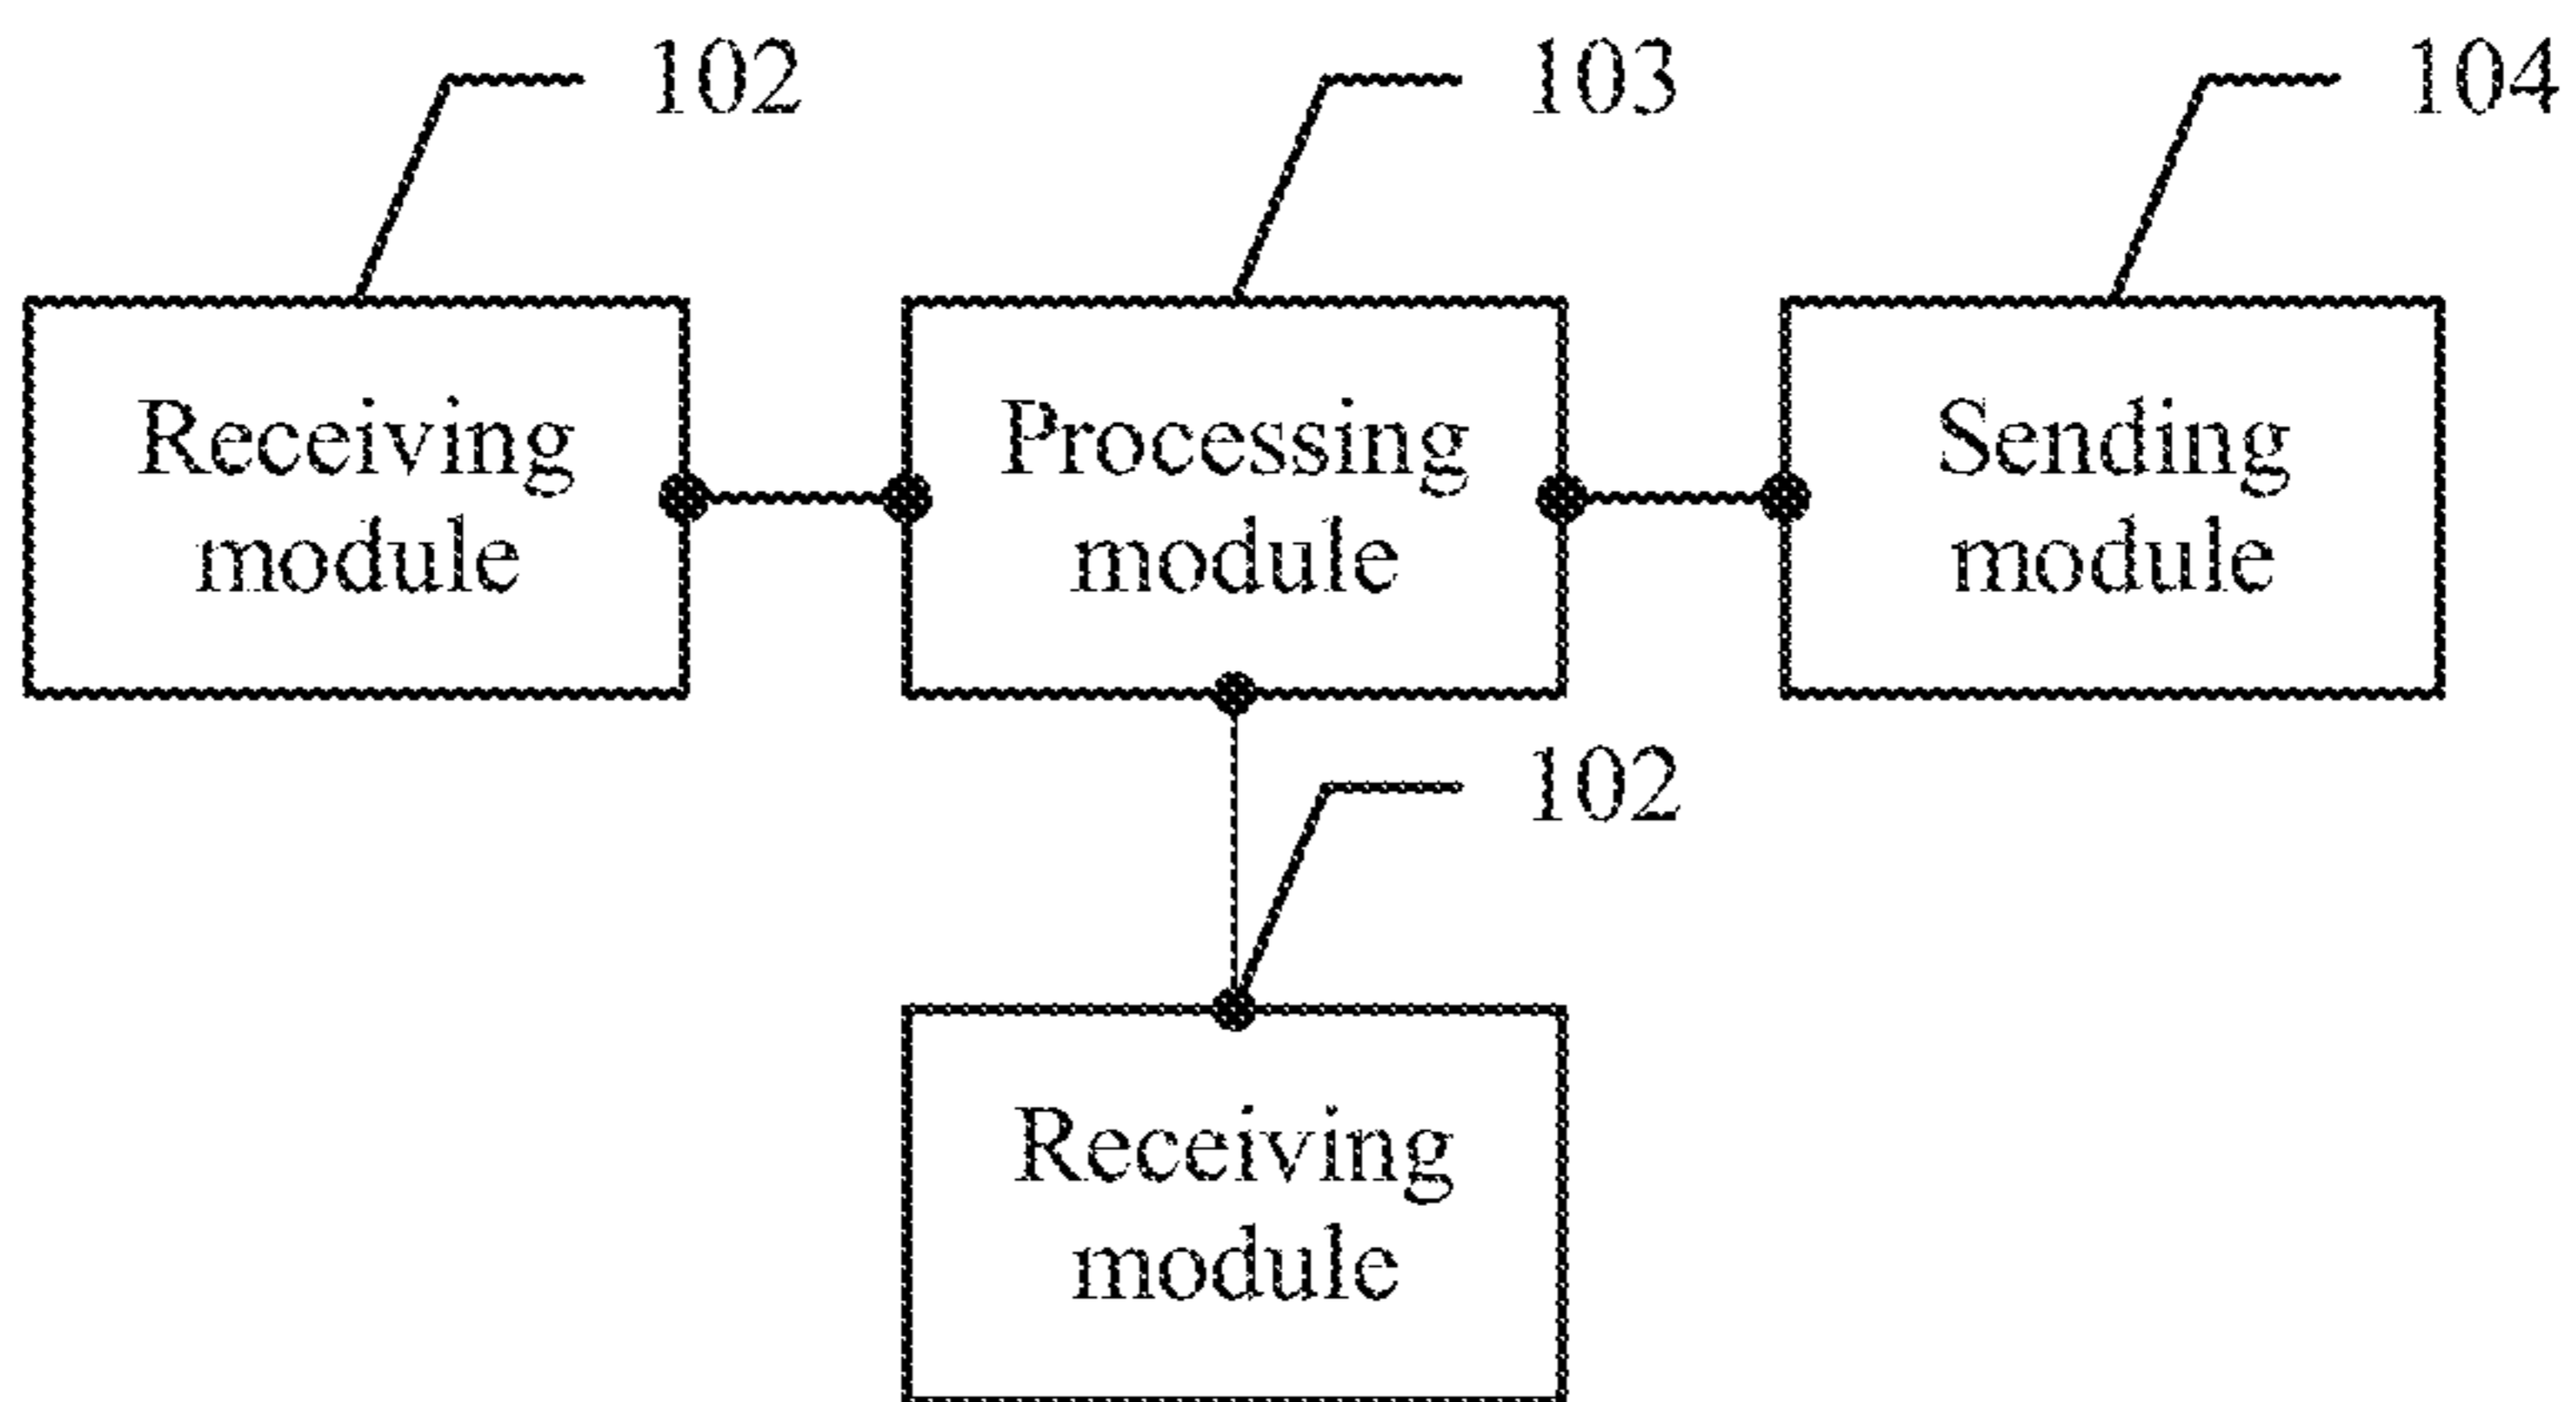 102
103
104
Receiving
module
Processing
module
Sending
module
102
Receiving
module